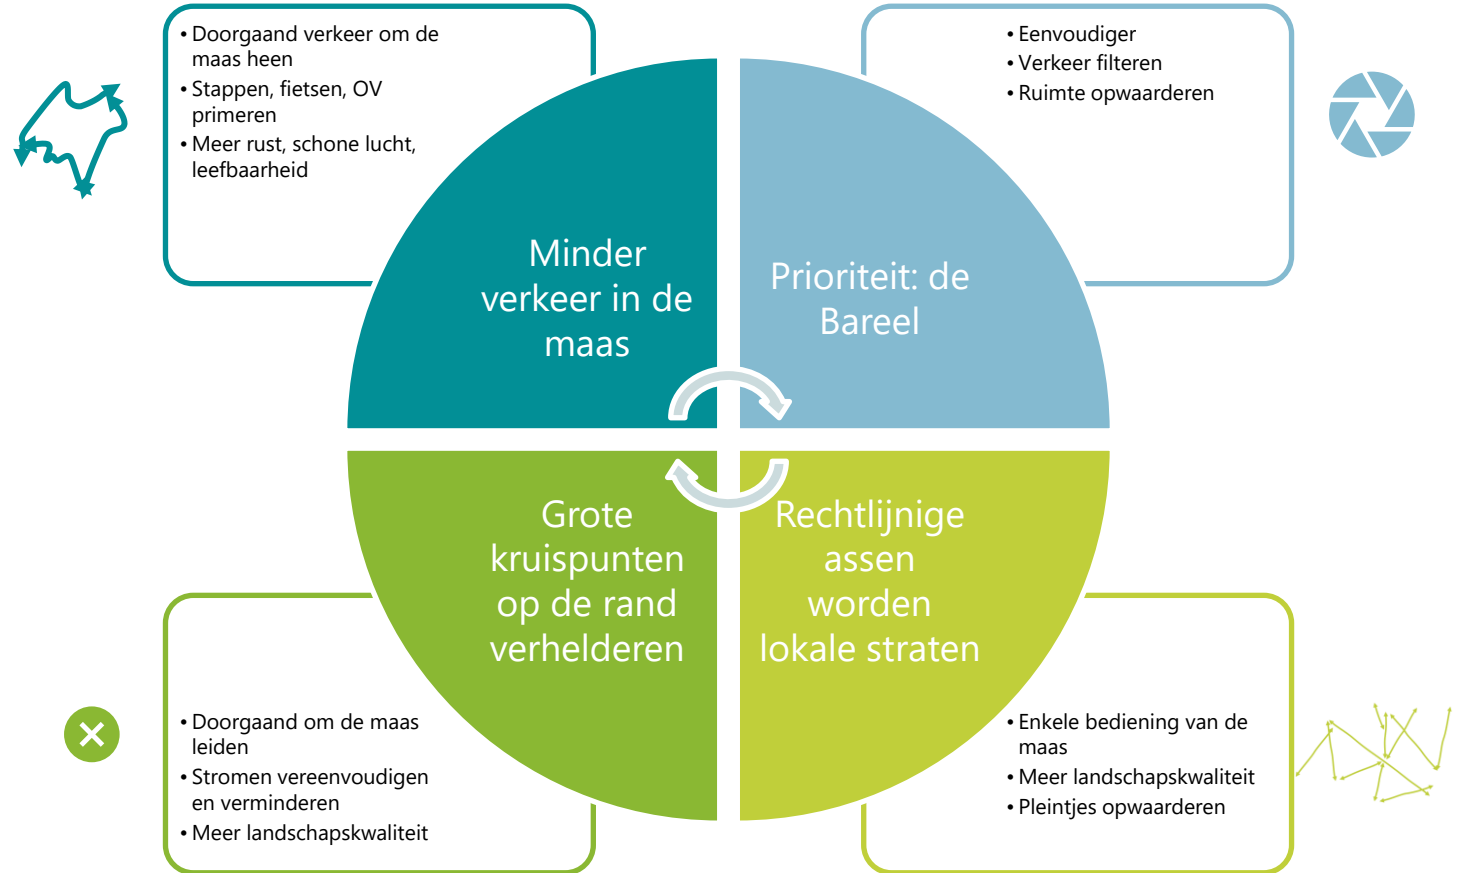 • Doorgaand verkeer om de
maas heen
• Stappen, fietsen, OV
primeren
• Meer rust, schone lucht,
leefbaarheid
• Eenvoudiger
• Verkeer filteren
• Ruimte opwaarderen
Minder
verkeer in de
maas
Prioriteit: de
Bareel
Grote
kruispunten
op de rand
verhelderen
Rechtlijnige
assen
worden
lokale straten
• Doorgaand om de maas
leiden
• Stromen vereenvoudigen
en verminderen
• Meer landschapskwaliteit
• Enkele bediening van de
maas
• Meer landschapskwaliteit
• Pleintjes opwaarderen